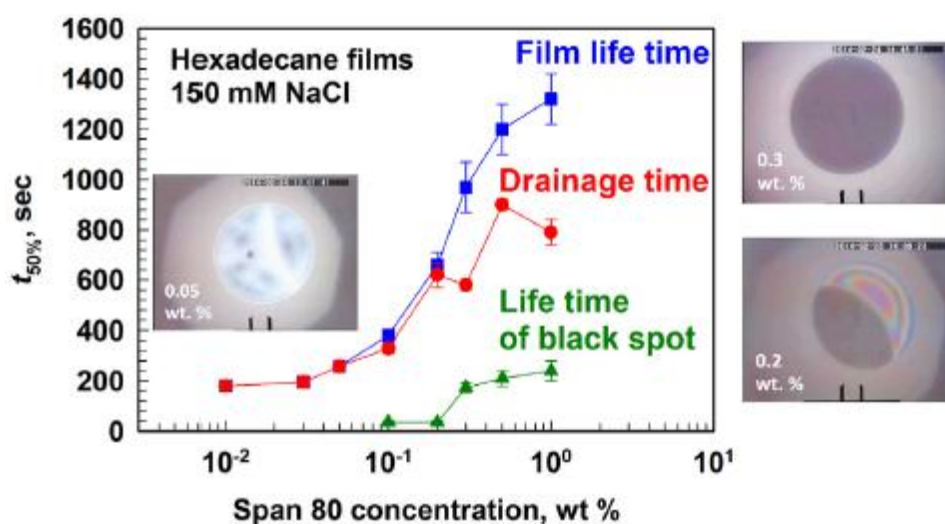 1600
1400
1200
1000
800
600
400
200
0
t50%, sec
Hexadecane films
150 mM NaCl
Film life time
Drainage time
Life time
of black spot
0.05
wt. %
0.3
wt. %
0.2
wt. %
10-2
10-1
100
101
Span 80 concentration, wt %